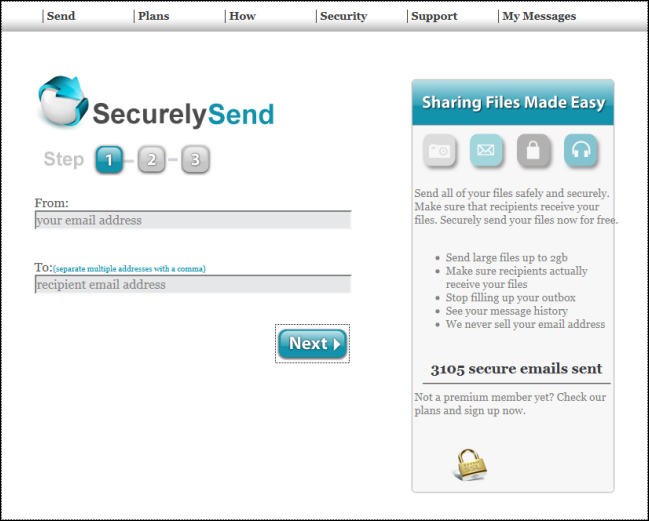 Send Plans How Security Support My Messages
SecurelySend
Step 1 2 3
From:
your email address
To:(separate multiple addresses with a comma)
recipient email address
Next
Sharing Files Made Easy
Send all of your files safely and securely.
Make sure that recipients receive your
files. Securely send your files now for free.
Send large files up to 2gb
Make sure recipients actually
receive your files
Stop filling up your outbox
See your message history
We never sell your email address
3105 secure emails sent
Not a premium member yet? Check our
plans and sign up now.